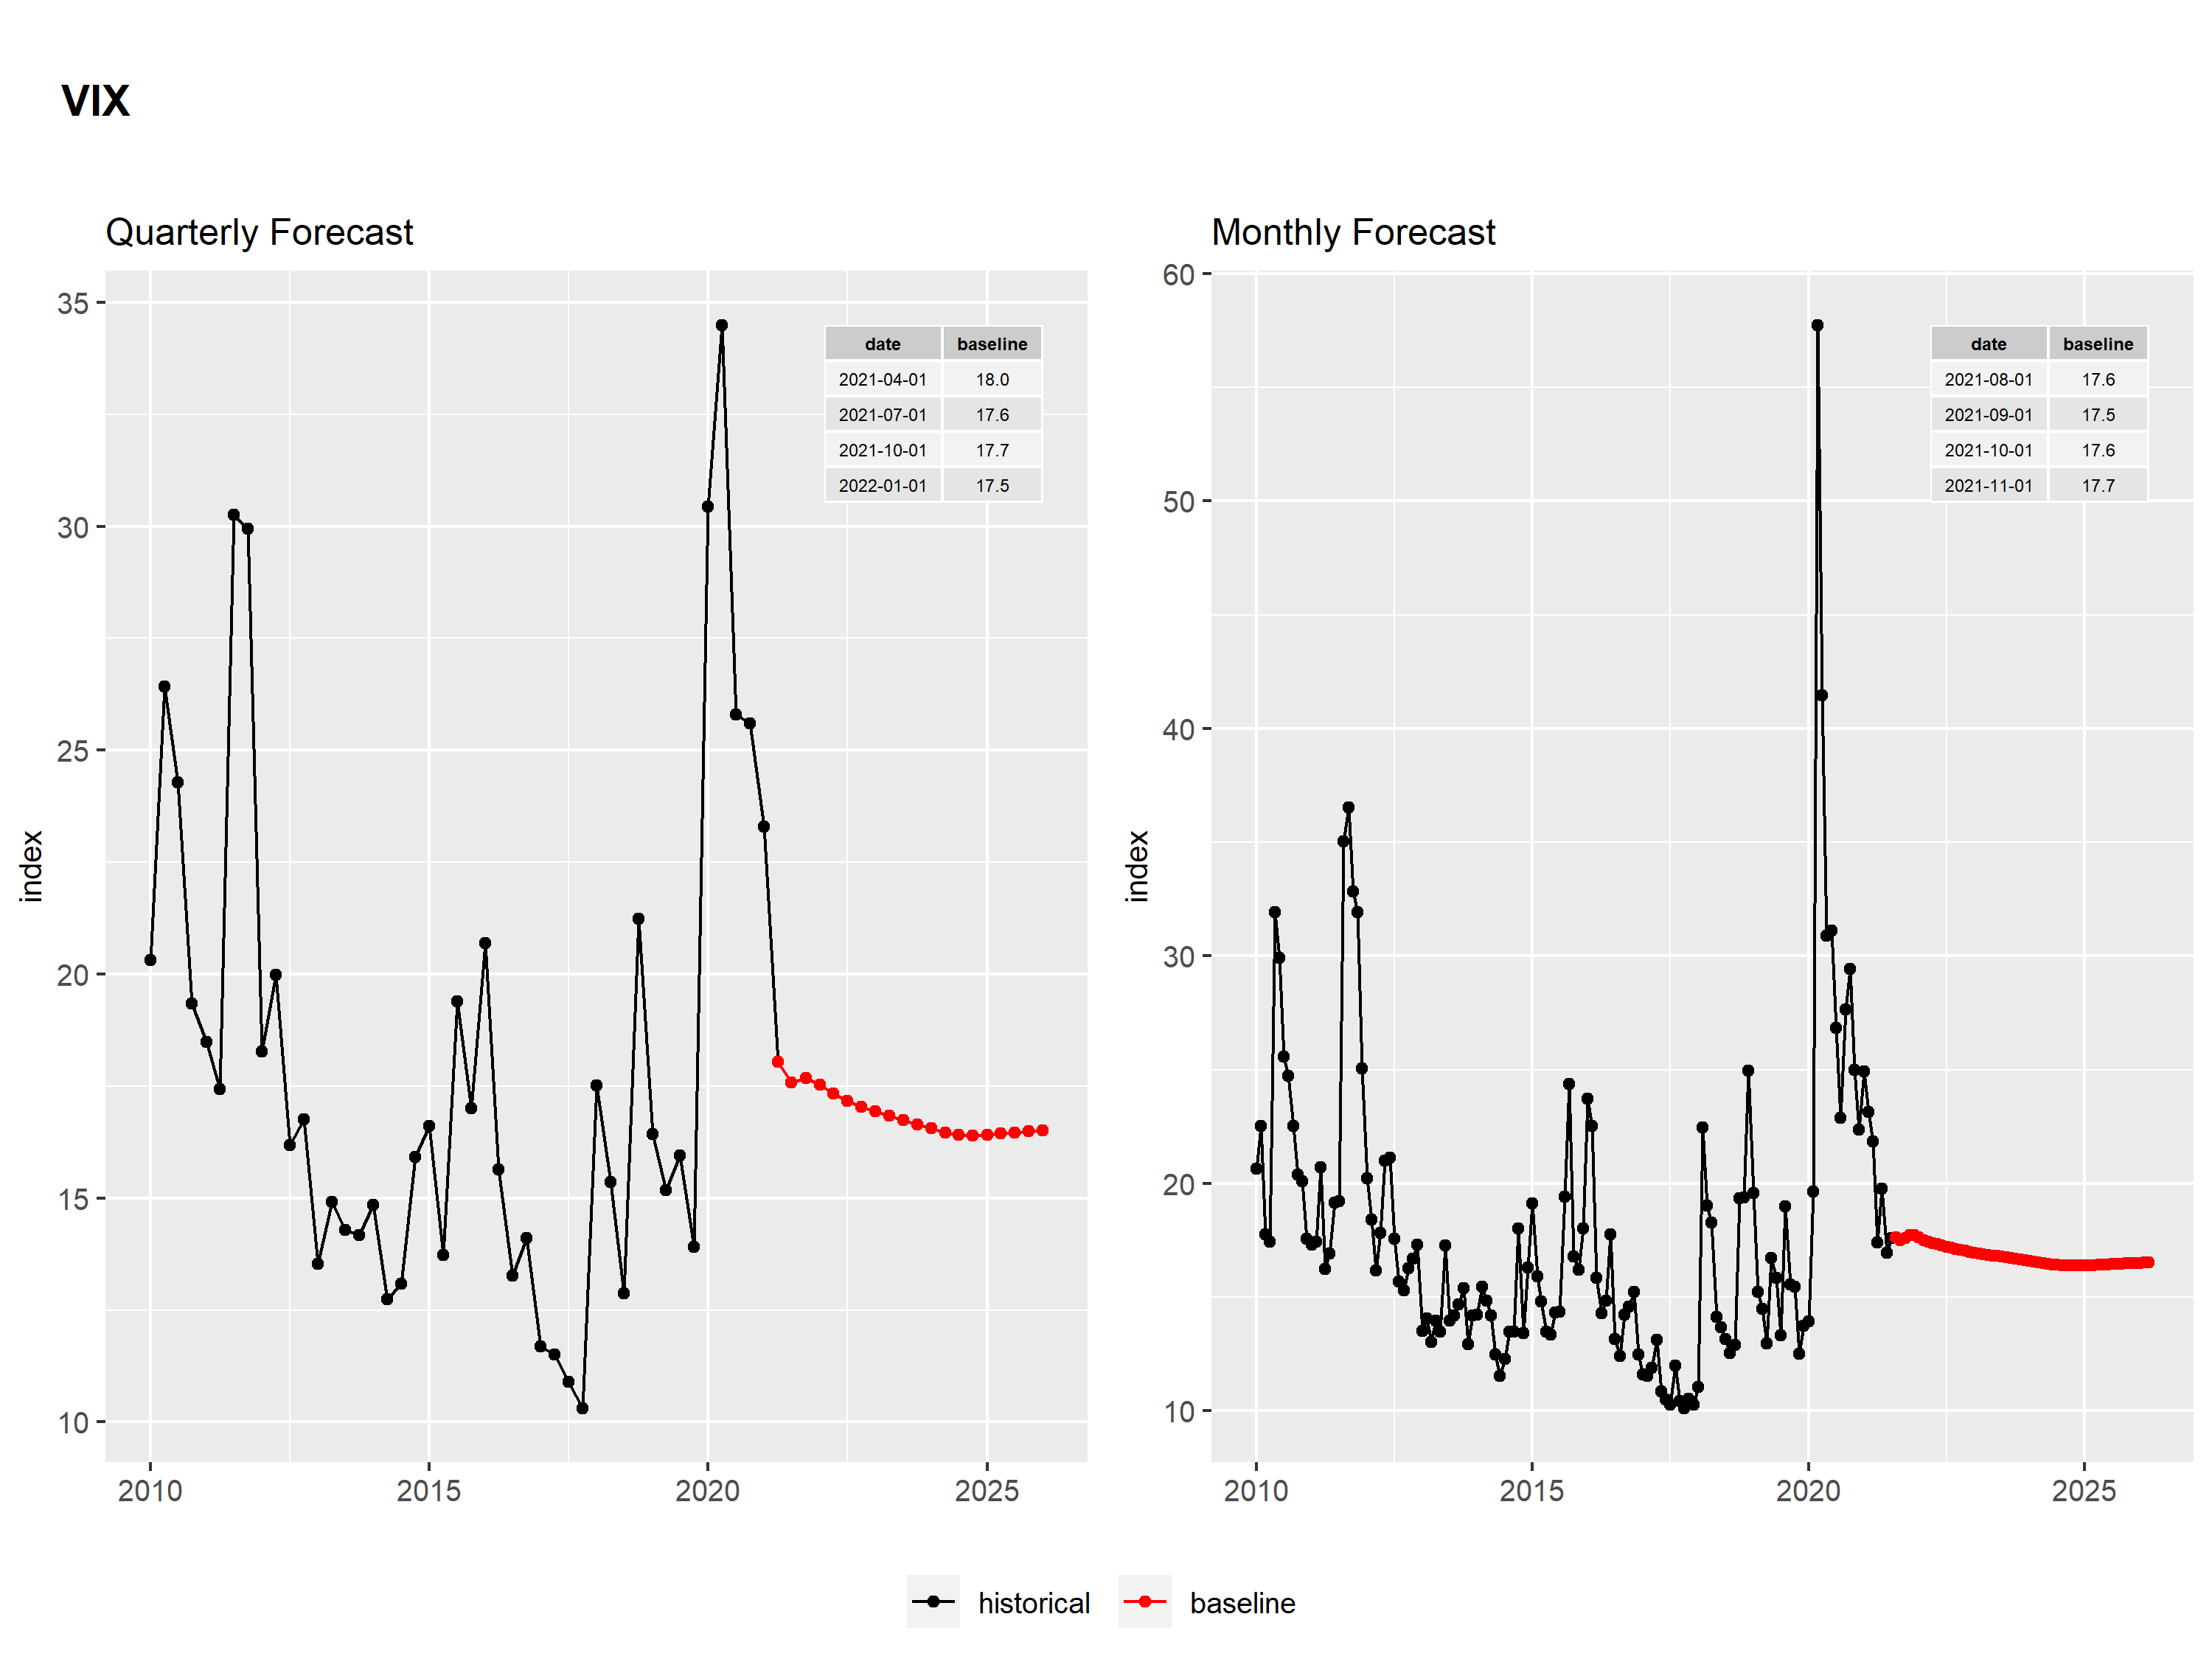 VIX
Quarterly Forecast
index
35
30
25
20
15
10
2010 2015 2020 2025
date baseline
2021-04-01 18.0
2021-07-01 17.6
2021-10-01 17.7
2022-01-01 17.5
Monthly Forecast
index
60
50
40
30
20
10
2010 2015 2020 2025
date baseline
2021-08-01 17.6
2021-09-01 17.5
2021-10-01 17.6
2021-11-01 17.7
historical baseline